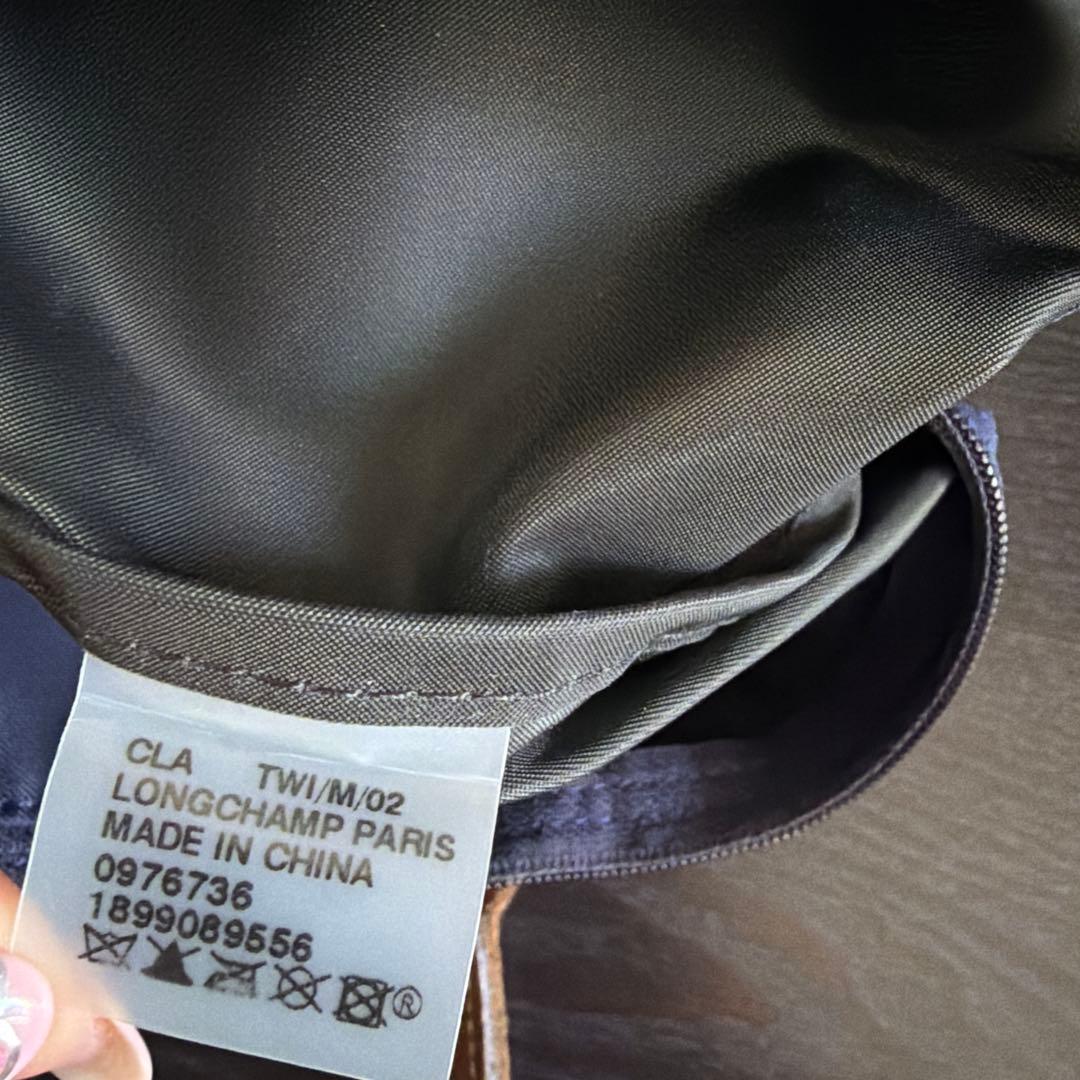 CLA TWI/M/02
LONGCHAMP PARIS
MADE IN CHINA
0976736
1899089556
®